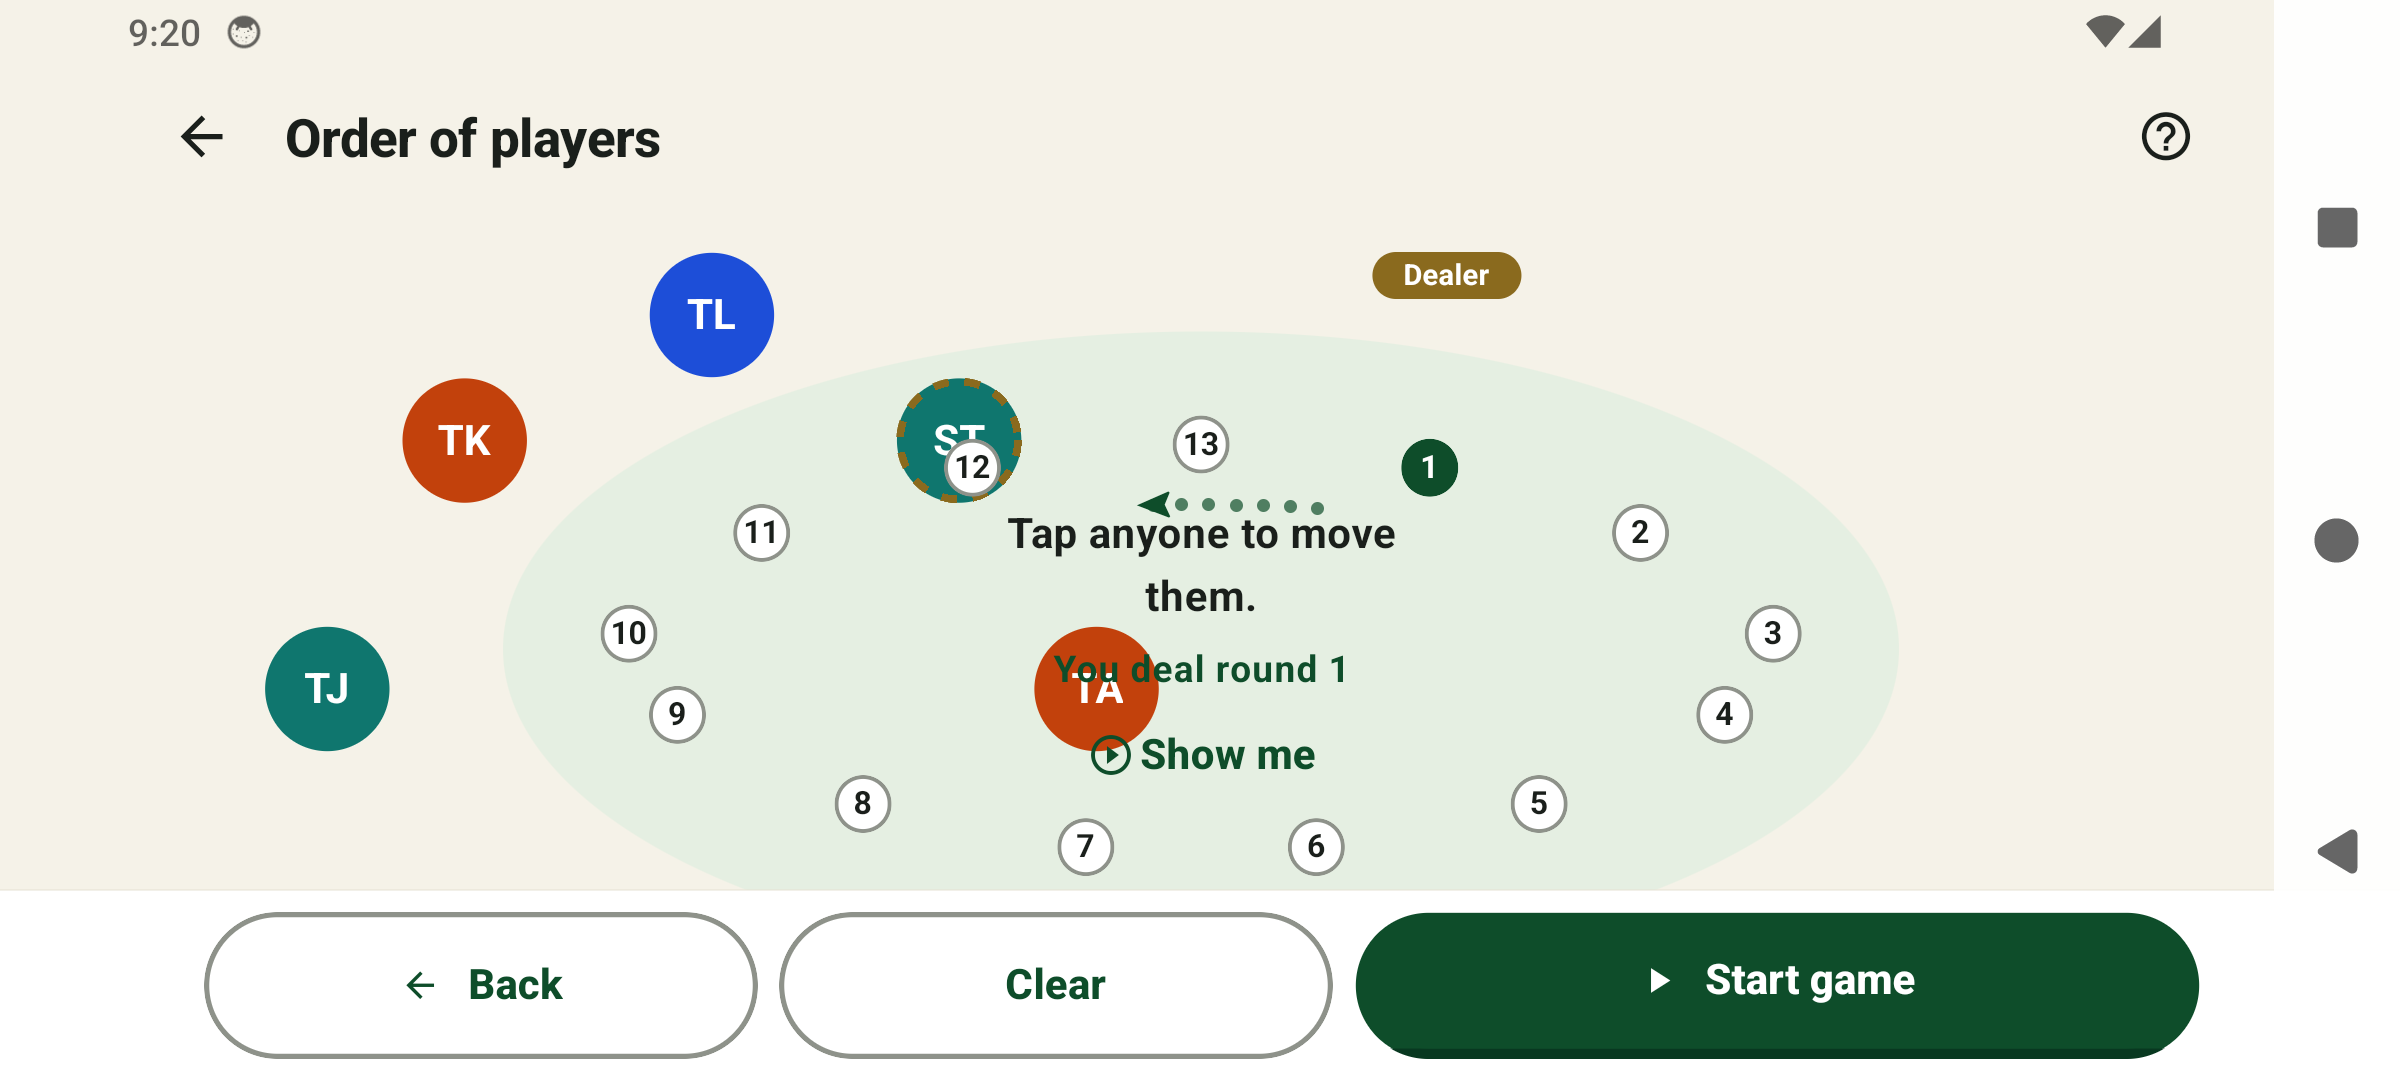 9:20
Order of players
Dealer
TL
TK
ST
12
13
1
11
2
Tap anyone to move
them.
10
3
You deal round 1
TJ
TA
9
4
Show me
8
5
7
6
Back
Clear
Start game